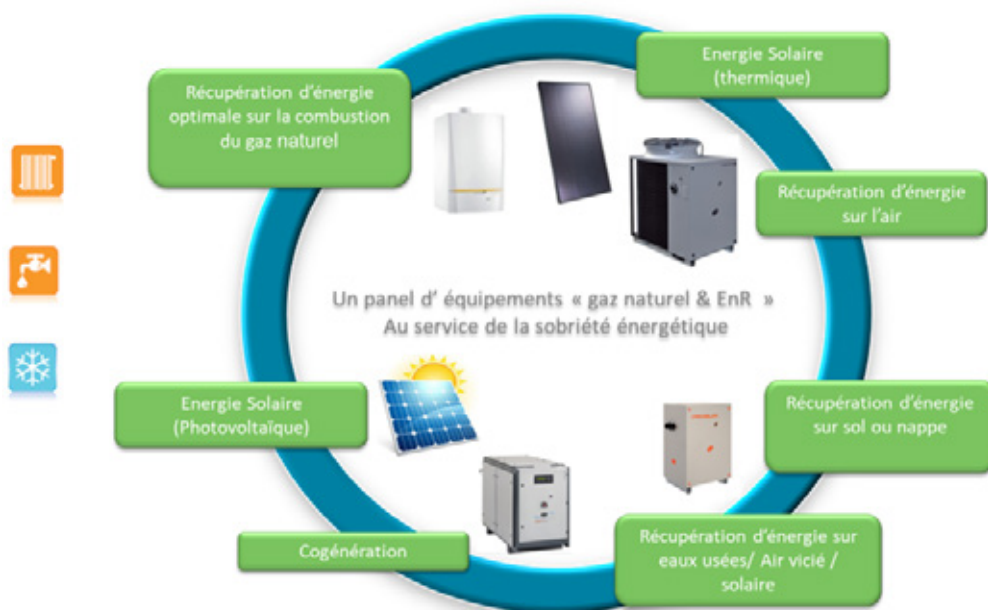 Energie Solaire
(thermique)
Récupération d'énergie
optimale sur la combustion
du gaz naturel
Récupération d'énergie
sur l'air
Un panel d' équipements « gaz naturel & EnR »
Au service de la sobriété énergétique
Energie Solaire
(Photovoltaïque)
Récupération d'énergie
sur sol ou nappe
Cogénération
Récupération d'énergie sur
eaux usées/ Air vicié /
solaire